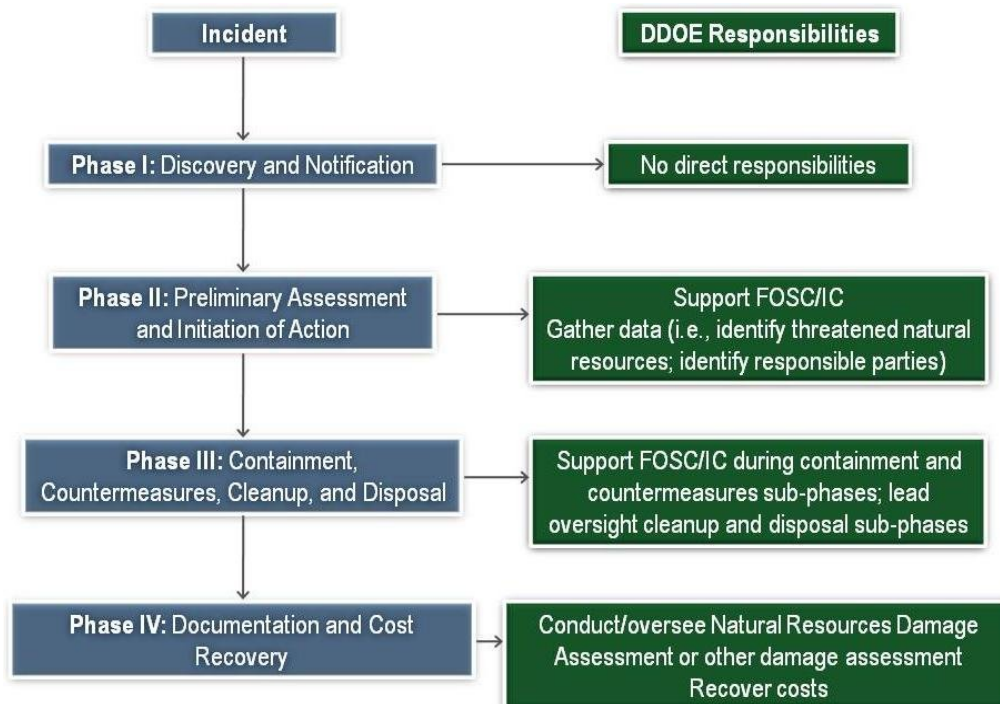 Incident
DDOE Responsibilities
Phase I: Discovery and Notification
No direct responsibilities
Phase II: Preliminary Assessment
and Initiation of Action
Support FOSC/IC
Gather data (i.e., identify threatened natural
resources; identify responsible parties)
Phase III: Containment,
Countermeasures, Cleanup, and Disposal
Support FOSC/IC during containment and
countermeasures sub-phases; lead
oversight cleanup and disposal sub-phases
Phase IV: Documentation and Cost
Recovery
Conduct/oversee Natural Resources Damage
Assessment or other damage assessment
Recover costs